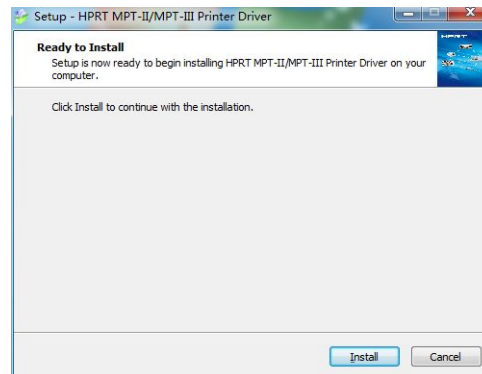 Setup - HPRT MPT-II/MPT-III Printer Driver
Ready to Install
Setup is now ready to begin installing HPRT MPT-II/MPT-III Printer Driver on your
computer.
HPRT
Click Install to continue with the installation.
Install
Cancel